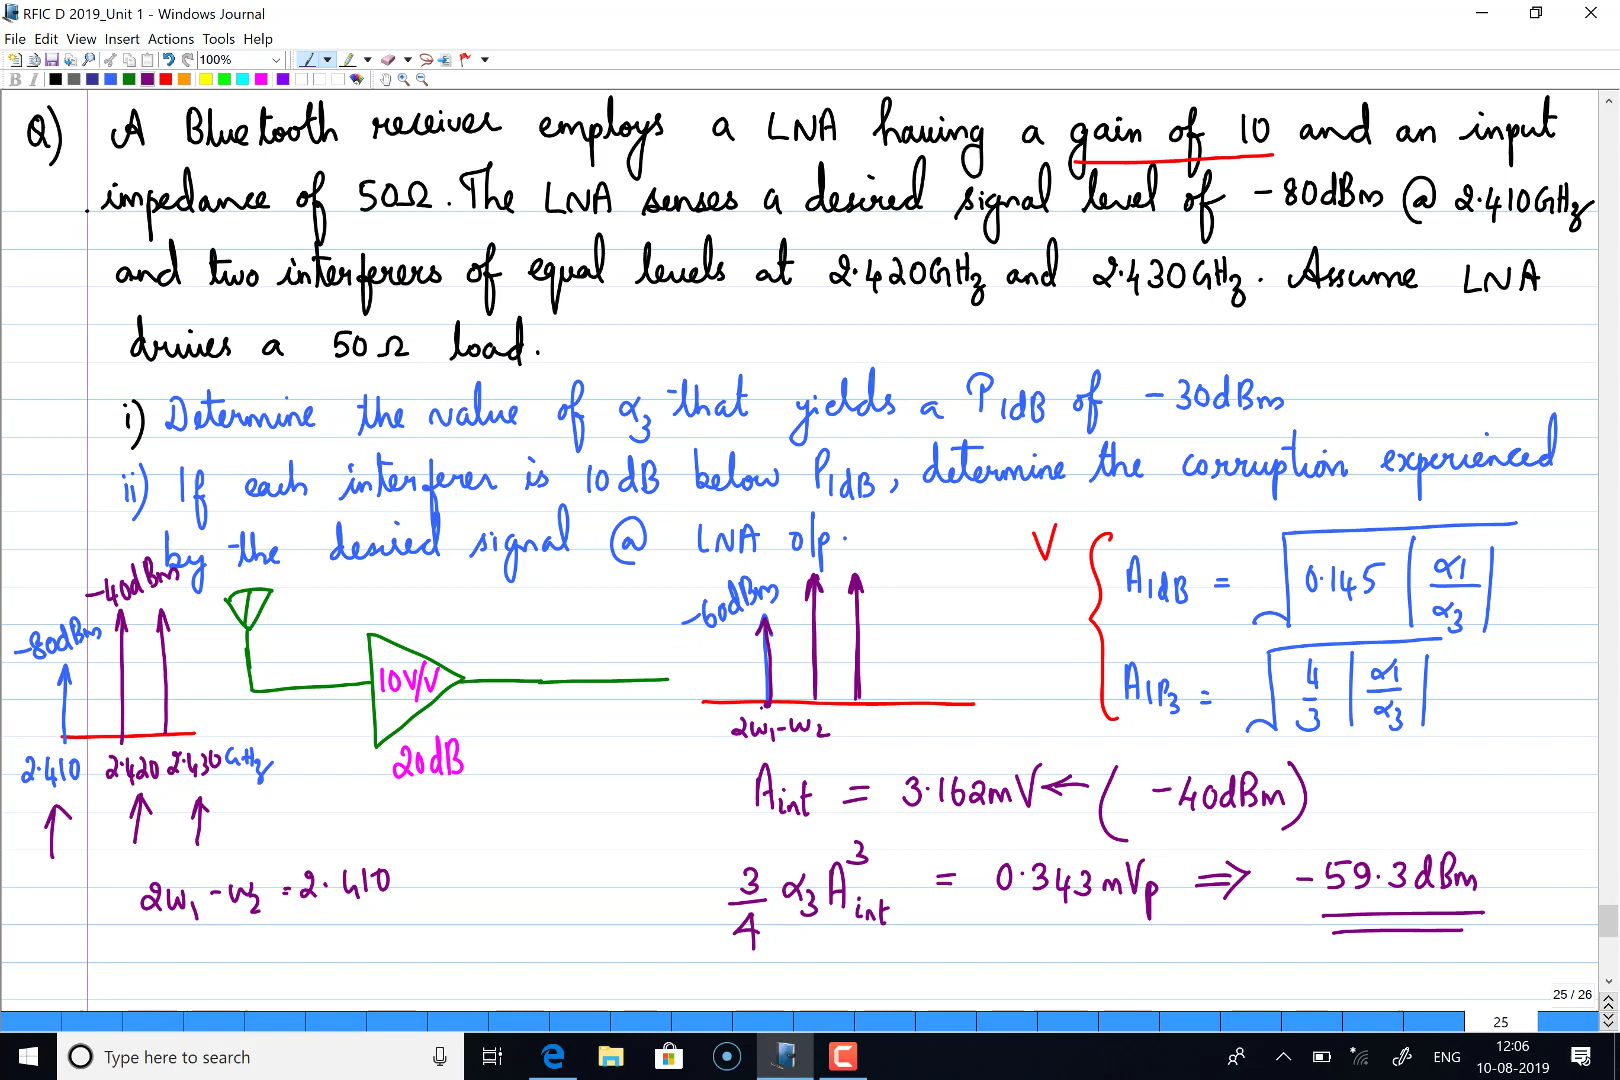 RFIC D 2019_Unit 1 - Windows Journal
File Edit View Insert Actions Tools Help
100%
B I
Q) A Bluetooth receiver employs a LNA having a gain of 10 and an input
impedance of 50Ω. The LNA senses a desired signal level of -80dBm @ 2.410GHz
and two interferers of equal levels at 2.420GHz and 2.430GHz. Assume LNA
drives a 50Ω load.
i) Determine the value of α3 that yields a P1dB of -30dBm
ii) If each interferer is 10dB below P1dB, determine the corruption experienced
by the desired signal @ LNA o/p.
V { A1dB = √(0.145 |α1/α3|)
AIP3 = √(4/3 |α1/α3|)
-80dBm -40dBm
2.410 2.420 2.430GHz
10V/V
20dB
-60dBm
2ω1-ω2
2ω1-ω2 = 2.410
Aint = 3.162mV ← (-40dBm)
3/4 α3 A³int = 0.343mVp ⇒ -59.3dBm
25 / 26
25
Type here to search
ENG
12:06
10-08-2019